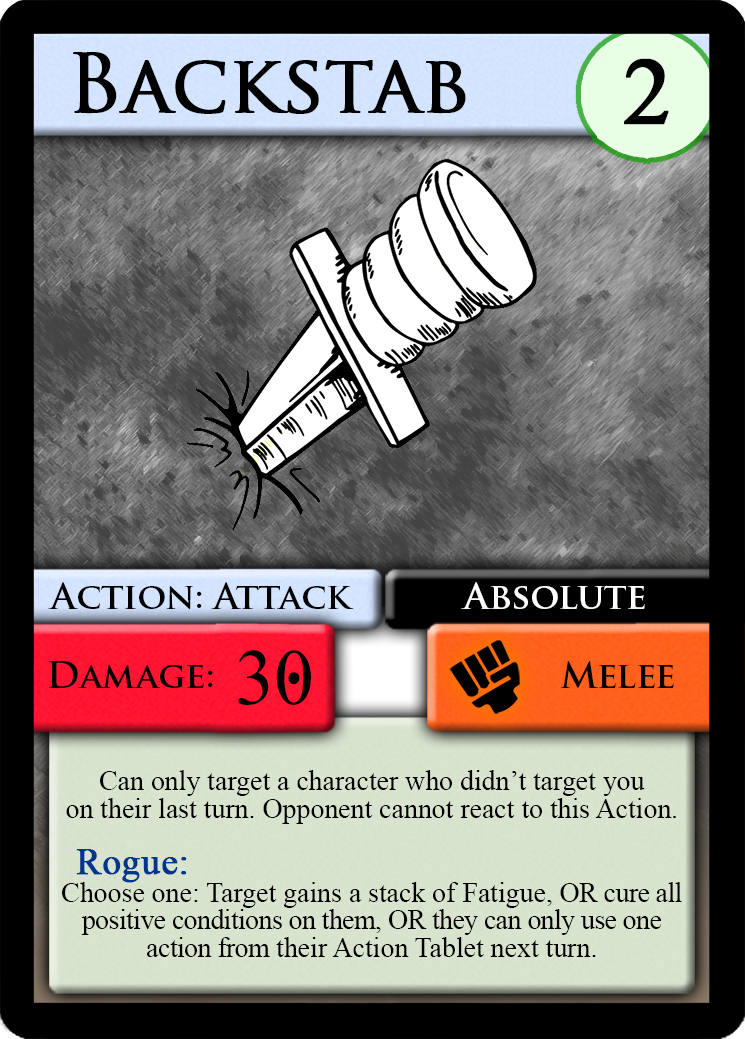 Backstab
2
Action: Attack
Absolute
Damage: 30
Melee
Can only target a character who didn’t target you
on their last turn. Opponent cannot react to this Action.
Rogue:
Choose one: Target gains a stack of Fatigue, OR cure all
positive conditions on them, OR they can only use one
action from their Action Tablet next turn.